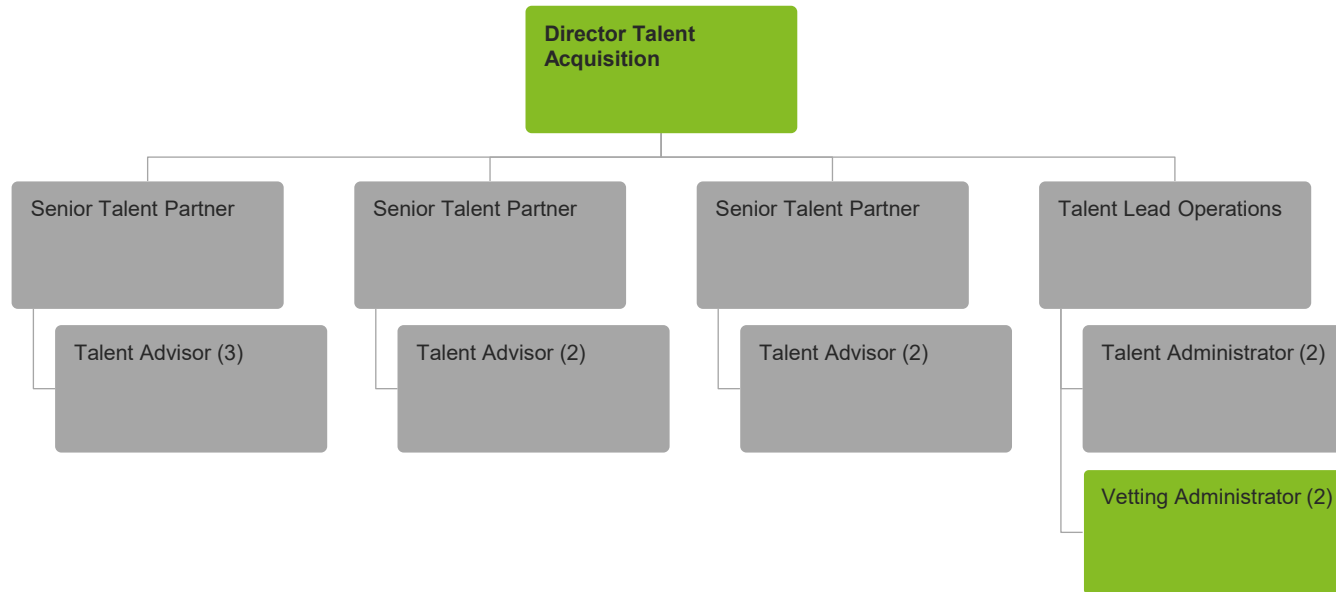 Director Talent
Acquisition
Senior Talent Partner
Senior Talent Partner
Senior Talent Partner
Talent Lead Operations
Talent Advisor (3)
Talent Advisor (2)
Talent Advisor (2)
Talent Administrator (2)
Vetting Administrator (2)